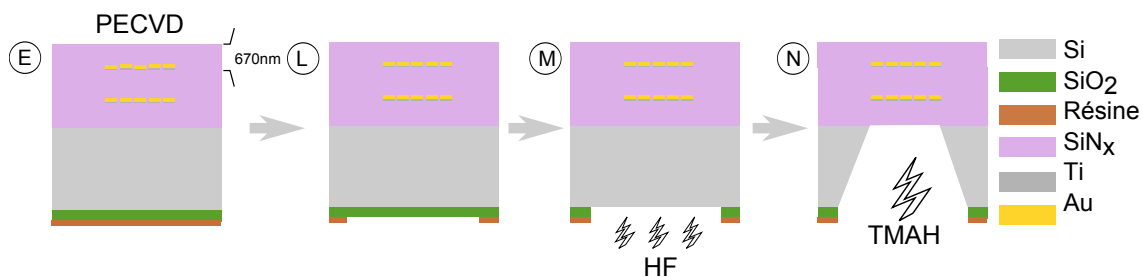 PECVD
E
670nm
L
M
HF
N
TMAH
Si
SiO2
Résine
SiNx
Ti
Au